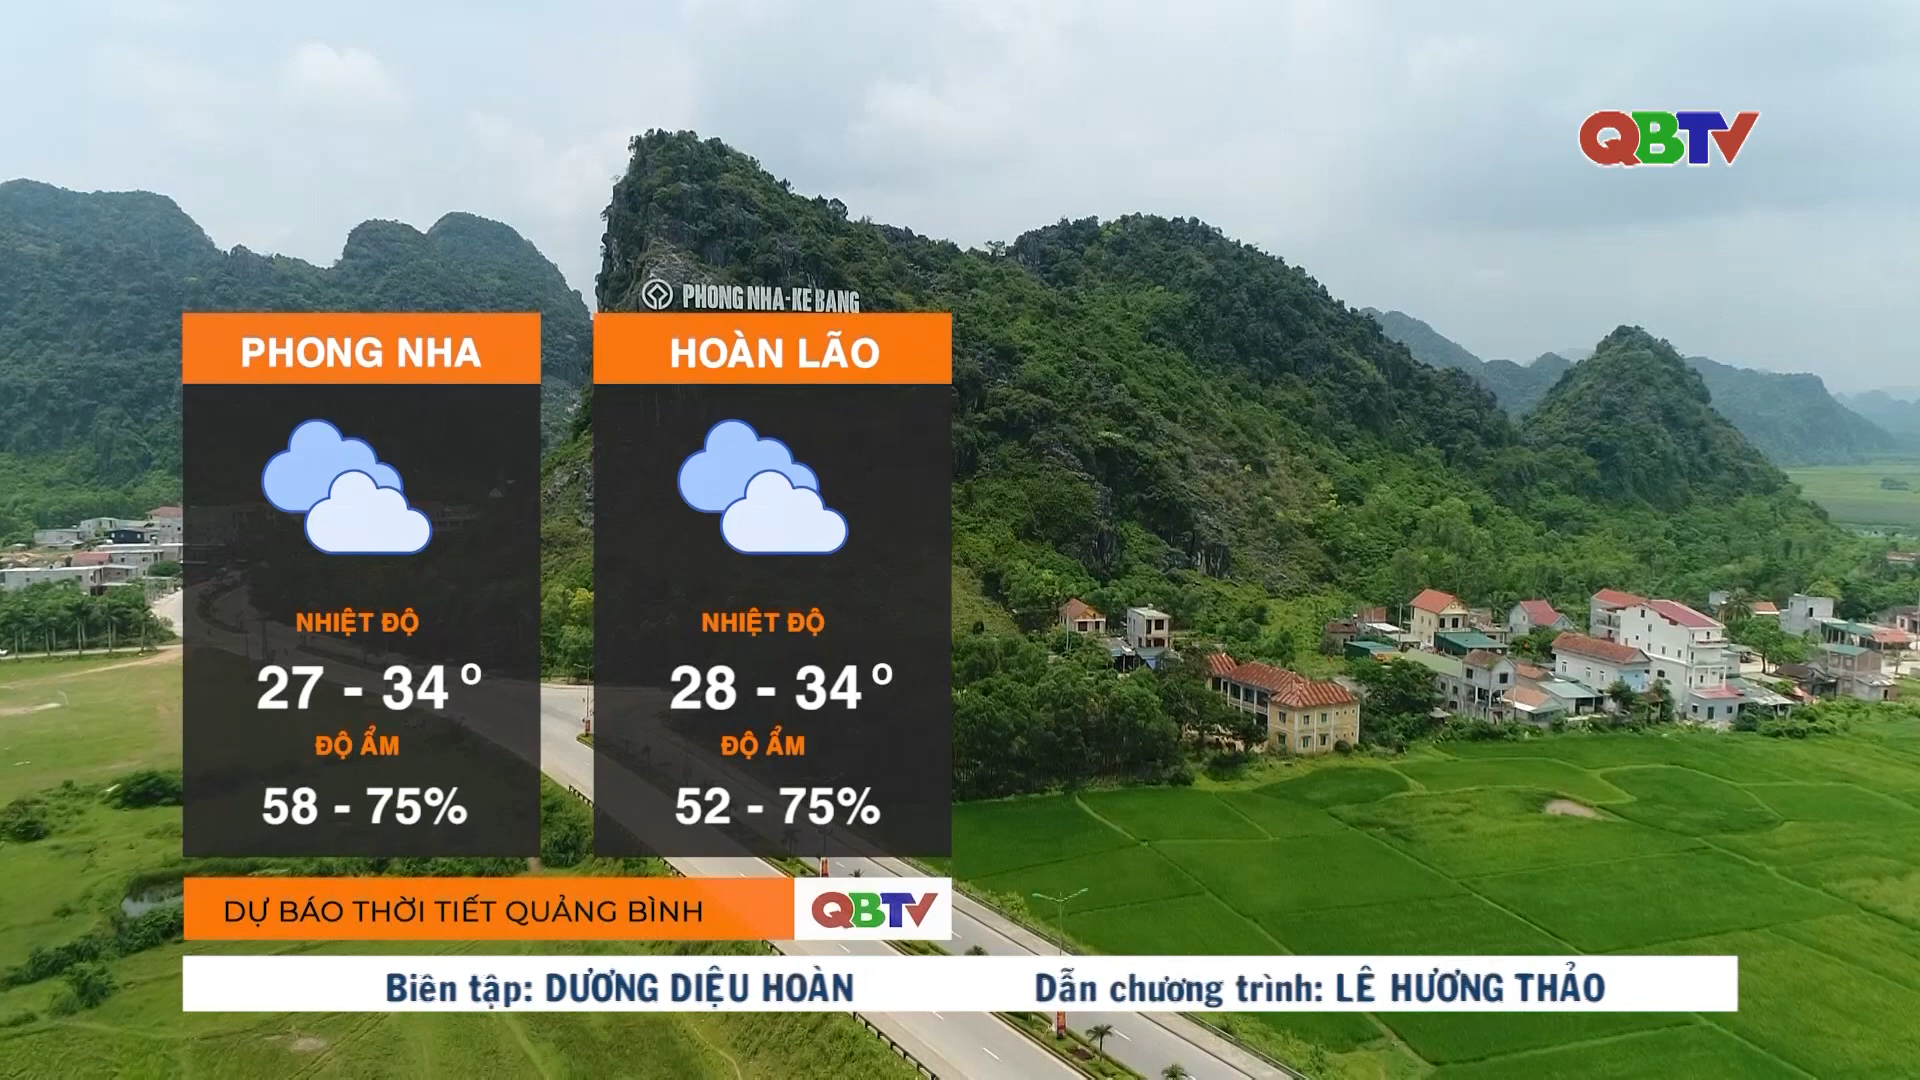 QBTV
PHONG NHA-KE BANG
PHONG NHA
NHIỆT ĐỘ
27 - 34°
ĐỘ ẨM
58 - 75%
HOÀN LÃO
NHIỆT ĐỘ
28 - 34°
ĐỘ ẨM
52 - 75%
DỰ BÁO THỜI TIẾT QUẢNG BÌNH
QBTV
Biên tập: DƯƠNG DIỆU HOÀN
Dẫn chương trình: LÊ HƯƠNG THẢO